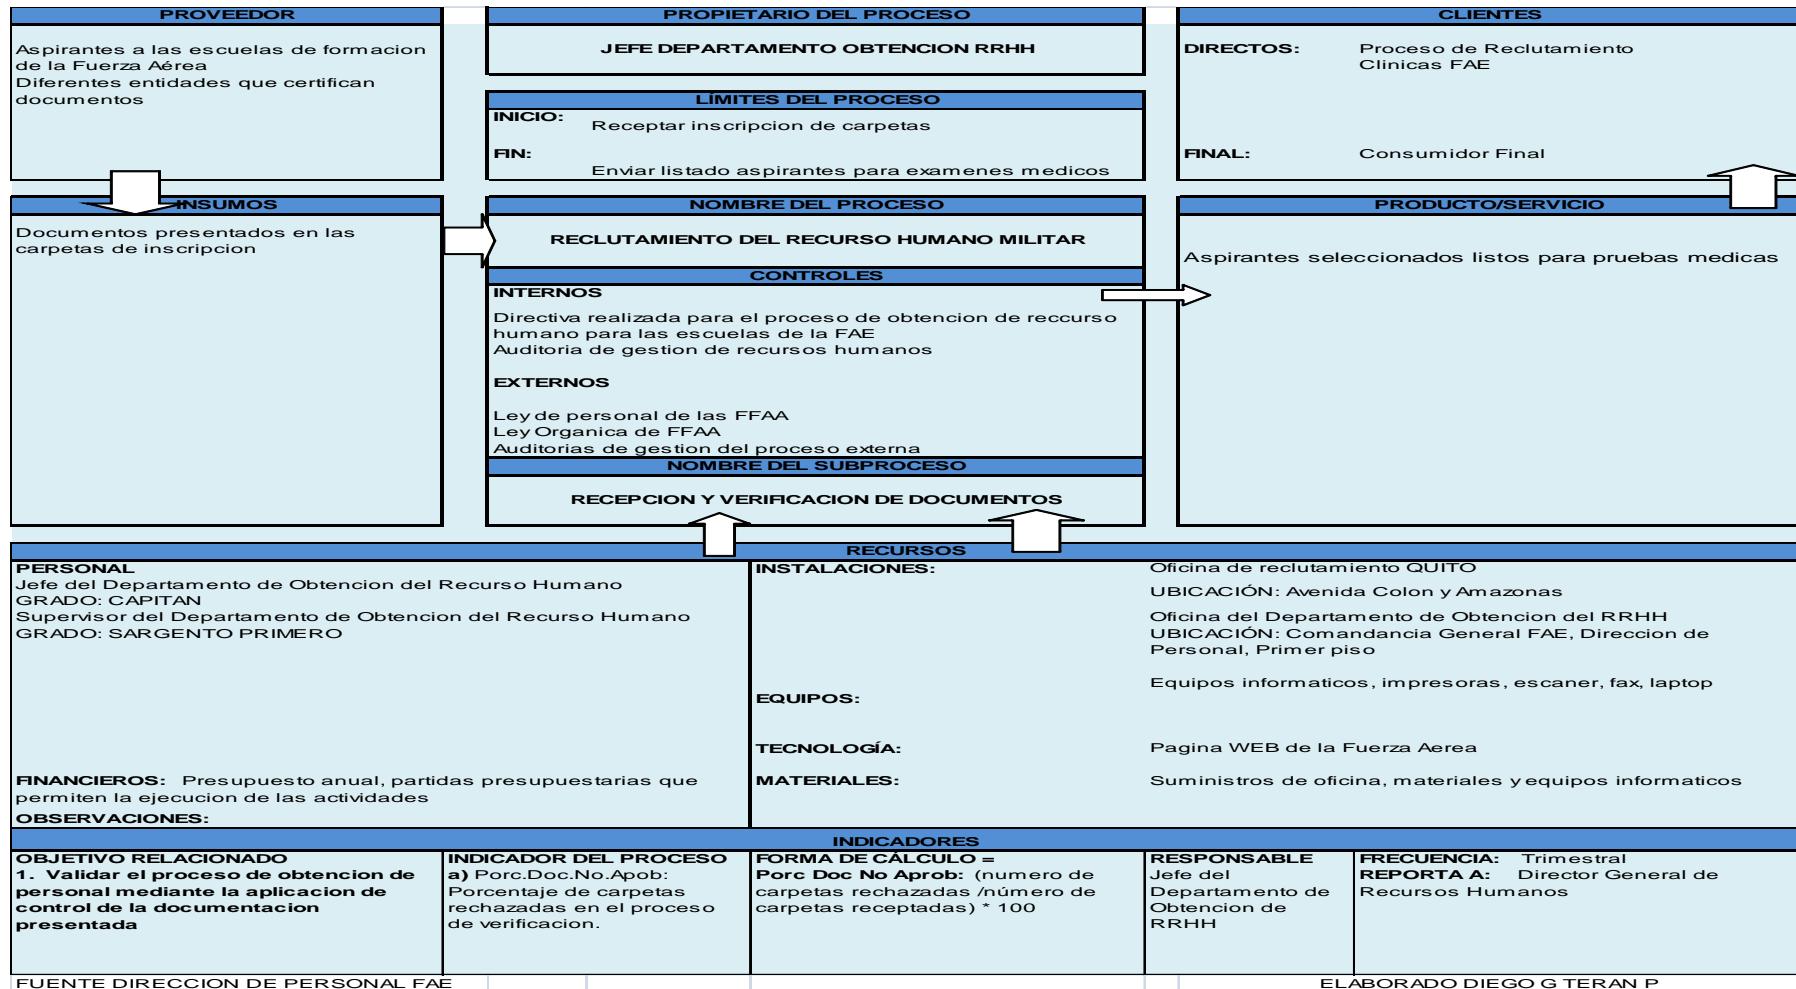 PROVEEDOR
Aspirantes a las escuelas de formacion
de la Fuerza Aérea
Diferentes entidades que certifican
documentos
PROPIETARIO DEL PROCESO
JEFE DEPARTAMENTO OBTENCION RRHH
LÍMITES DEL PROCESO
INICIO:
Receptar inscripcion de carpetas
FIN:
Enviar listado aspirantes para examenes medicos
CLIENTES
DIRECTOS: Proceso de Reclutamiento
Clinicas FAE
FINAL: Consumidor Final
INSUMOS
Documentos presentados en las
carpetas de inscripcion
NOMBRE DEL PROCESO
RECLUTAMIENTO DEL RECURSO HUMANO MILITAR
CONTROLES
INTERNOS
Directiva realizada para el proceso de obtencion de reccurso
humano para las escuelas de la FAE
Auditoria de gestion de recursos humanos
EXTERNOS
Ley de personal de las FFAA
Ley Organica de FFAA
Auditorias de gestion del proceso externa
NOMBRE DEL SUBPROCESO
RECEPCION Y VERIFICACION DE DOCUMENTOS
PRODUCTO/SERVICIO
Aspirantes seleccionados listos para pruebas medicas
RECURSOS
PERSONAL
Jefe del Departamento de Obtencion del Recurso Humano
GRADO: CAPITAN
Supervisor del Departamento de Obtencion del Recurso Humano
GRADO: SARGENTO PRIMERO
FINANCIEROS: Presupuesto anual, partidas presupuestarias que
permiten la ejecucion de las actividades
OBSERVACIONES:
INSTALACIONES: Oficina de reclutamiento QUITO
UBICACIÓN: Avenida Colon y Amazonas
Oficina del Departamento de Obtencion del RRHH
UBICACIÓN: Comandancia General FAE, Direccion de
Personal, Primer piso
Equipos informaticos, impresoras, escaner, fax, laptop
EQUIPOS:
TECNOLOGÍA: Pagina WEB de la Fuerza Aerea
MATERIALES: Suministros de oficina, materiales y equipos informaticos
INDICADORES
OBJETIVO RELACIONADO
1. Validar el proceso de obtencion de
personal mediante la aplicacion de
control de la documentacion
presentada
INDICADOR DEL PROCESO
a) Porc.Doc.No.Apob:
Porcentaje de carpetas
rechazadas en el proceso
de verificacion.
FORMA DE CÁLCULO =
Porc Doc No Aprob: (numero de
carpetas rechazadas /número de
carpetas receptadas) * 100
RESPONSABLE
Jefe del
Departamento de
Obtencion de
RRHH
FRECUENCIA: Trimestral
REPORTA A: Director General de
Recursos Humanos
FUENTE DIRECCION DE PERSONAL FAE
ELABORADO DIEGO G TERAN P